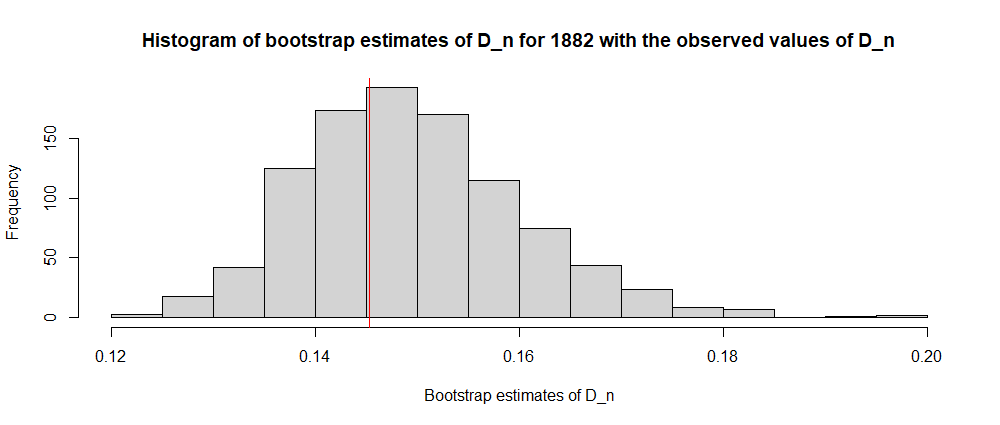 Histogram of bootstrap estimates of D_n for 1882 with the observed values of D_n
Frequency
150
100
50
0
0.12 0.14 0.16 0.18 0.20
Bootstrap estimates of D_n